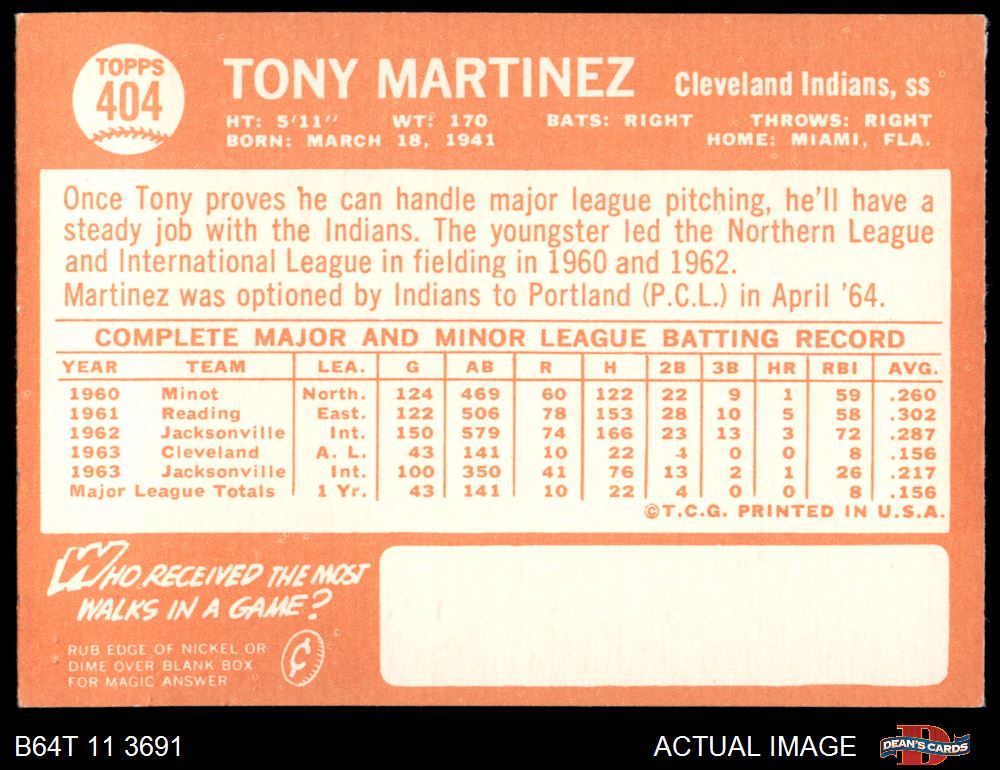 TOPPS
404
TONY MARTINEZ Cleveland Indians, ss
HT: 5'11" WT: 170 BATS: RIGHT THROWS: RIGHT
BORN: MARCH 18, 1941 HOME: MIAMI, FLA.
Once Tony proves he can handle major league pitching, he'll have a
steady job with the Indians. The youngster led the Northern League
and International League in fielding in 1960 and 1962.
Martinez was optioned by Indians to Portland (P.C.L.) in April '64.
COMPLETE MAJOR AND MINOR LEAGUE BATTING RECORD
YEAR TEAM LEA. G AB R H 2B 3B HR RBI AVG.
1960 Minot North. 124 469 60 122 22 9 1 59 .260
1961 Reading East. 122 506 78 153 28 10 5 58 .302
1962 Jacksonville Int. 150 579 74 166 23 13 3 72 .287
1963 Cleveland A. L. 43 141 10 22 4 0 0 8 .156
1963 Jacksonville Int. 100 350 41 76 13 2 1 26 .217
Major League Totals 1 Yr. 43 141 10 22 4 0 0 8 .156
©T.C.G. PRINTED IN U.S.A.
WHO RECEIVED THE MOST
WALKS IN A GAME?
RUB EDGE OF NICKEL OR
DIME OVER BLANK BOX
FOR MAGIC ANSWER
¢
B64T 11 3691 ACTUAL IMAGE DEAN'S CARDS